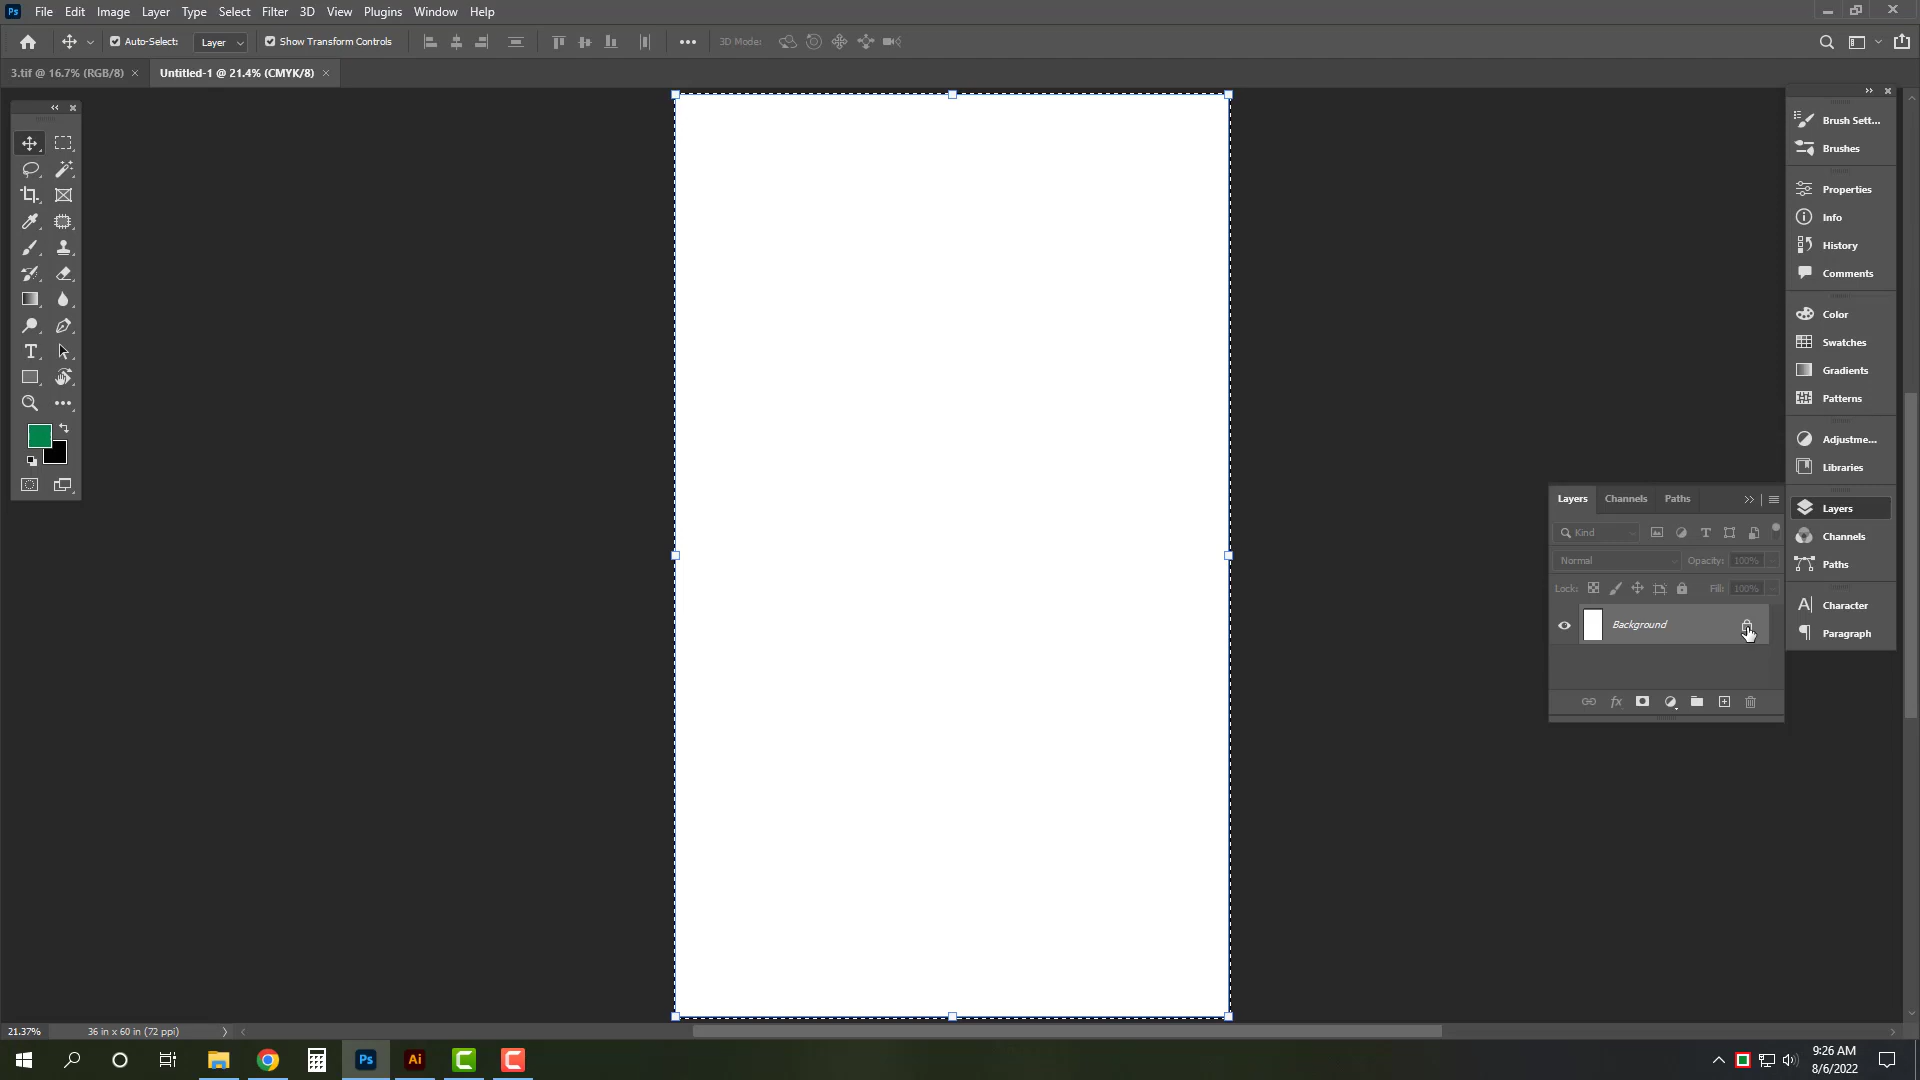 Ps File Edit Image Layer Type Select Filter 3D View Plugins Window Help
Auto-Select: Layer Show Transform Controls 3D Mode:
3.tif @ 16.7% (RGB/8) × Untitled-1 @ 21.4% (CMYK/8) ×
Brush Sett...
Brushes
Properties
Info
History
Comments
Color
Swatches
Gradients
Patterns
Adjustme...
Libraries
Layers
Channels
Paths
Character
Paragraph
Layers Channels Paths
Kind
Normal Opacity: 100%
Lock: Fill: 100%
Background
21.37% 36 in x 60 in (72 ppi)
Ps Ai
9:26 AM
8/6/2022